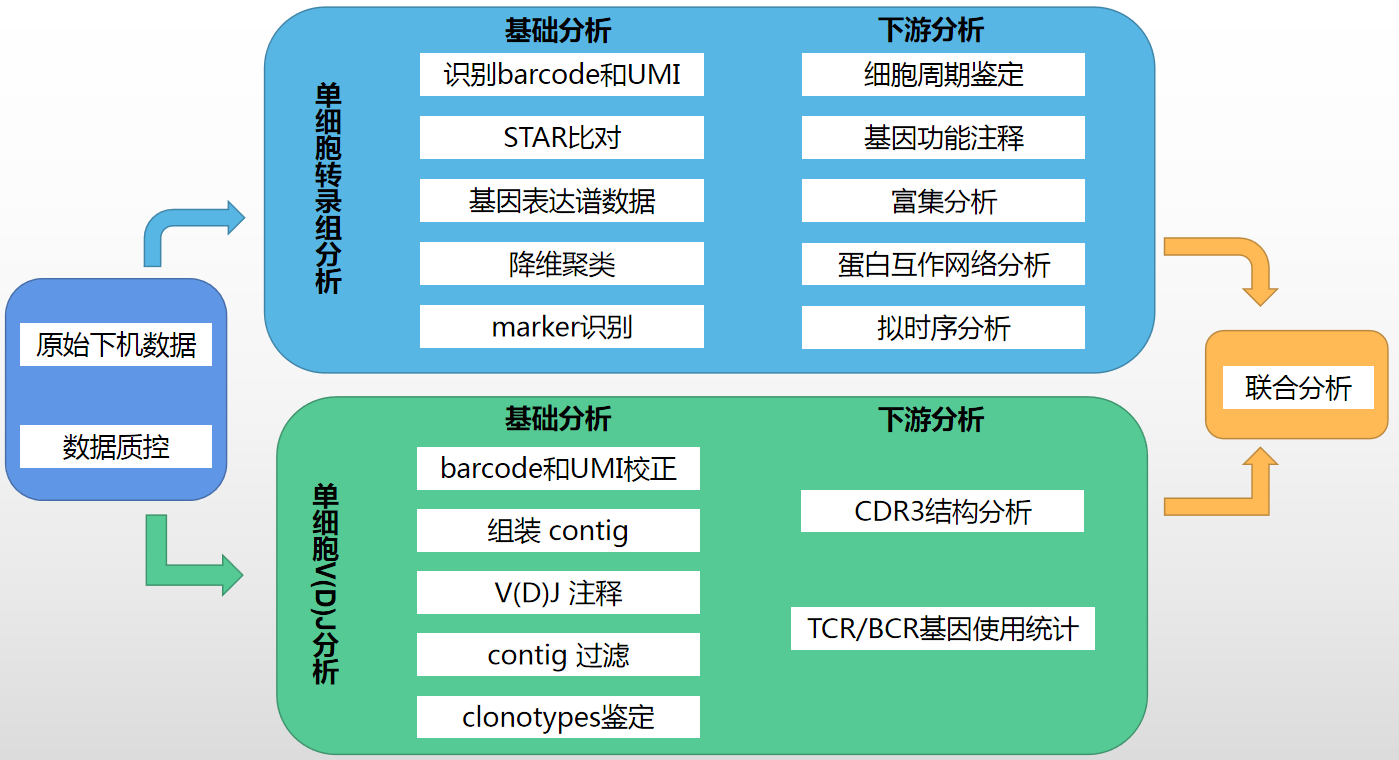 原始下机数据
数据质控
单细胞转录组分析
基础分析
识别barcode和UMI
STAR比对
基因表达谱数据
降维聚类
marker识别
下游分析
细胞周期鉴定
基因功能注释
富集分析
蛋白互作网络分析
拟时序分析
单细胞V(D)J分析
基础分析
barcode和UMI校正
组装 contig
V(D)J 注释
contig 过滤
clonotypes鉴定
下游分析
CDR3结构分析
TCR/BCR基因使用统计
联合分析